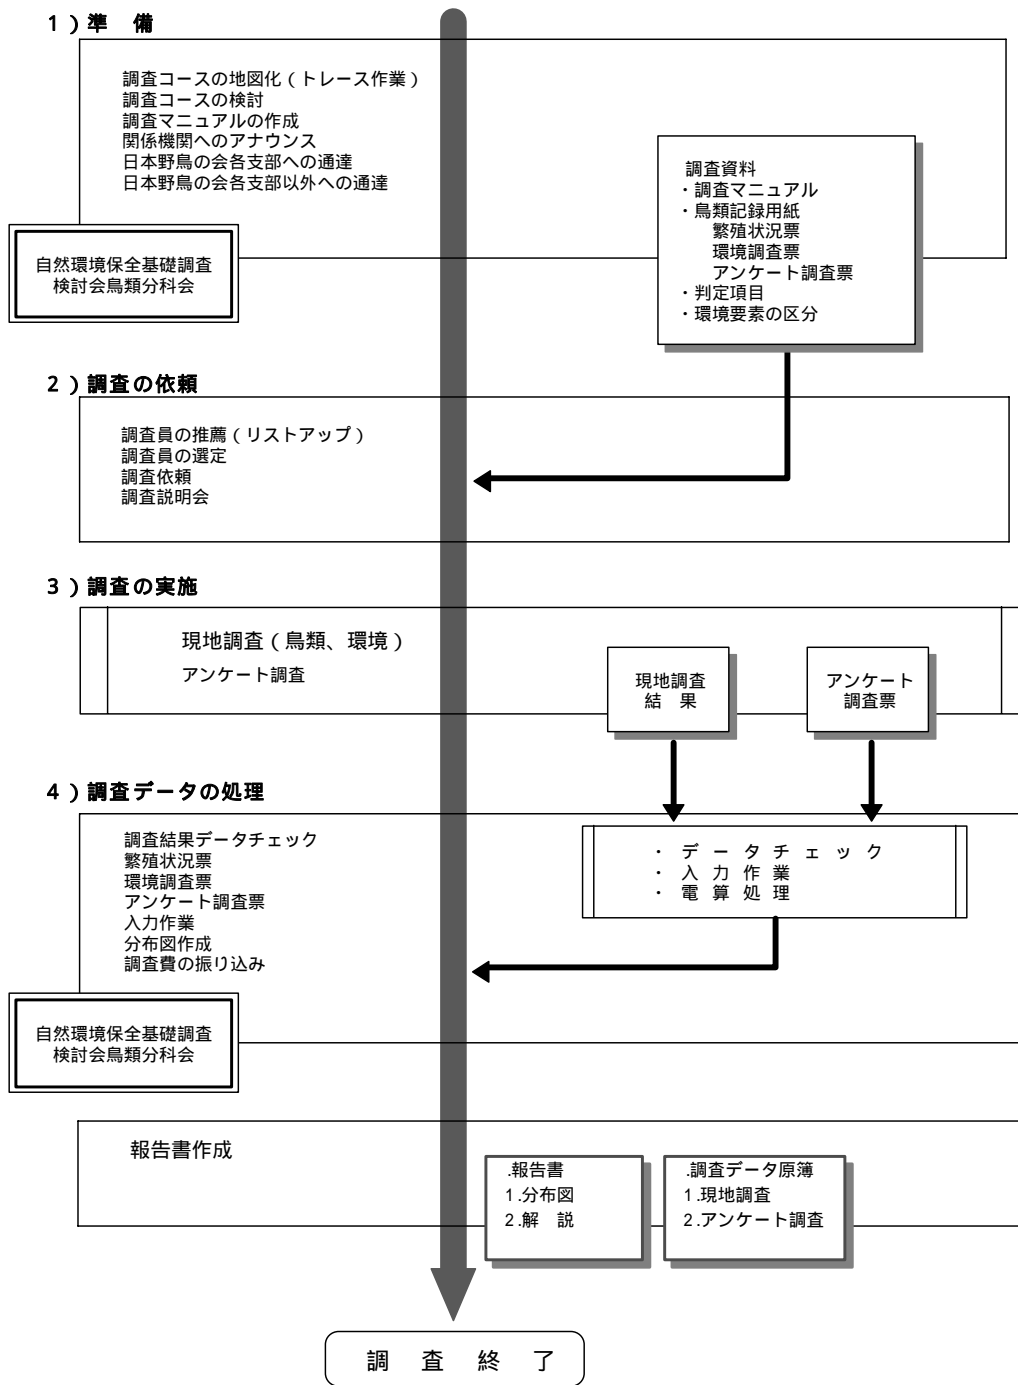 １）準　備
調査コースの地図化（トレース作業）
調査コースの検討
調査マニュアルの作成
関係機関へのアナウンス
日本野鳥の会各支部への通達
日本野鳥の会各支部以外への通達
調査資料
・調査マニュアル
・鳥類記録用紙
繁殖状況票
環境調査票
アンケート調査票
・判定項目
・環境要素の区分
自然環境保全基礎調査
検討会鳥類分科会
２）調査の依頼
調査員の推薦（リストアップ）
調査員の選定
調査依頼
調査説明会
３）調査の実施
現地調査（鳥類、環境）
アンケート調査
現地調査
結　果
アンケート
調査票
４）調査データの処理
調査結果データチェック
繁殖状況票
環境調査票
アンケート調査票
入力作業
分布図作成
調査費の振り込み
・ データチェック
・ 入力作業
・ 電算処理
自然環境保全基礎調査
検討会鳥類分科会
報告書作成
.報告書
1.分布図
2.解　説
.調査データ原簿
1.現地調査
2.アンケート調査
調　査　終　了